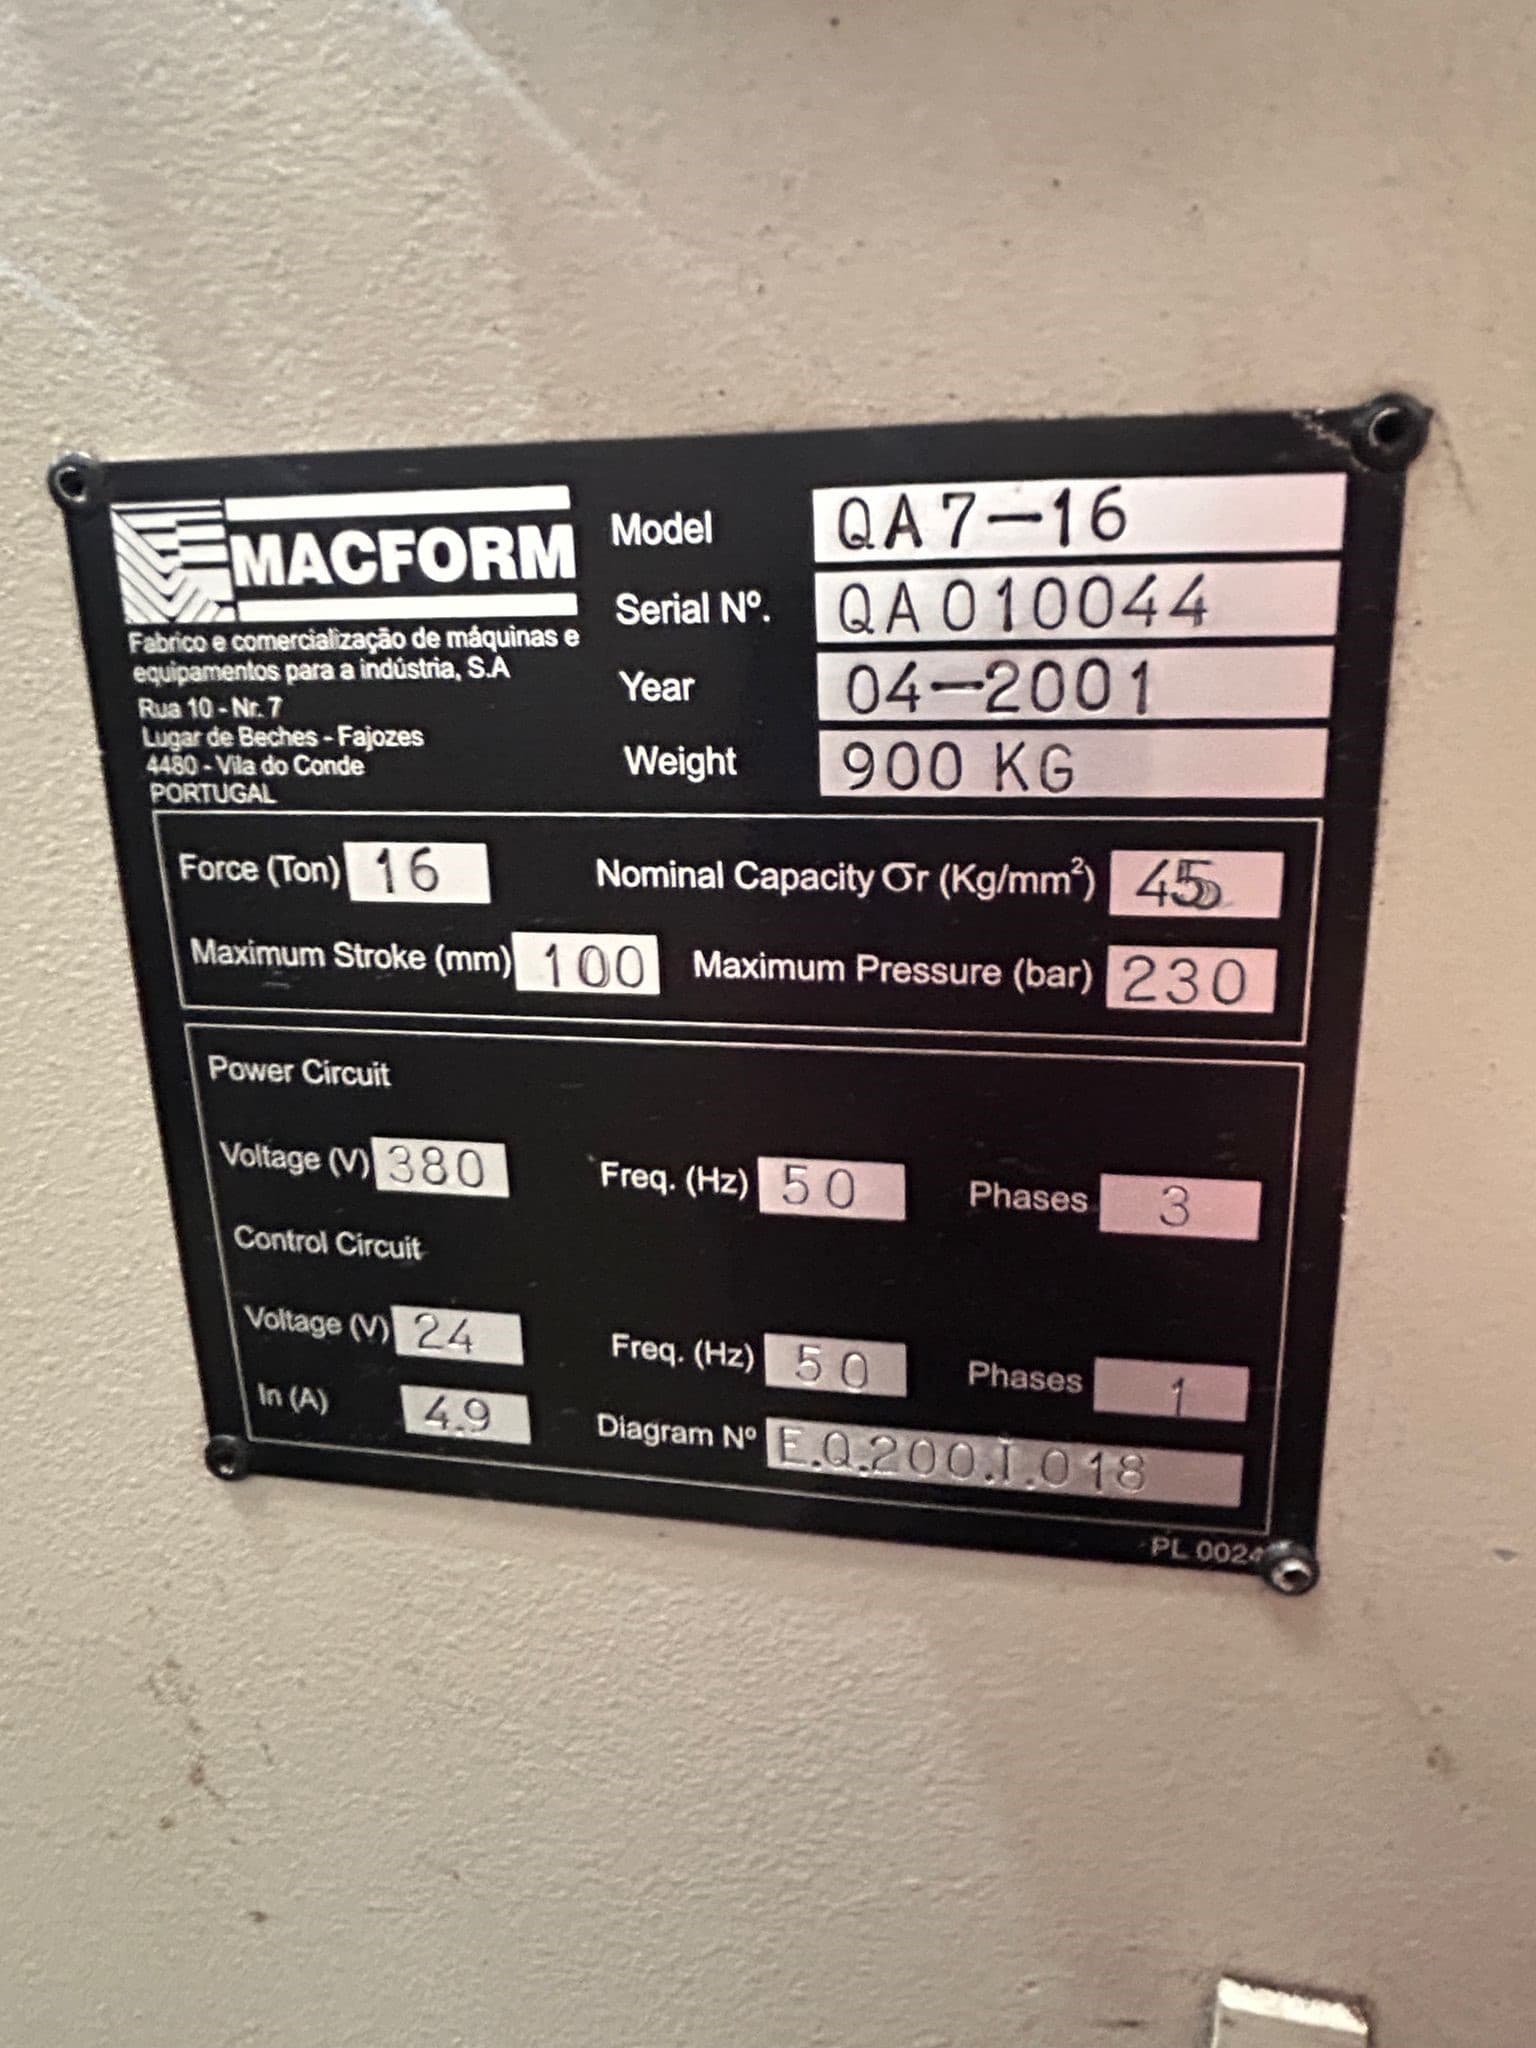 MACFORM
Fabrico e comercialização de máquinas e
equipamentos para a indústria, S.A
Rua 10 - Nr. 7
Lugar de Beches - Fajozes
4480 - Vila do Conde
PORTUGAL
Model QA7-16
Serial Nº. QA010044
Year 04-2001
Weight 900 KG
Force (Ton) 16 Nominal Capacity σr (Kg/mm²) 45
Maximum Stroke (mm) 100 Maximum Pressure (bar) 230
Power Circuit
Voltage (V) 380 Freq. (Hz) 50 Phases 3
Control Circuit
Voltage (V) 24 Freq. (Hz) 50 Phases 1
In (A) 4.9 Diagram Nº E.Q.200.1.018
PL 0024